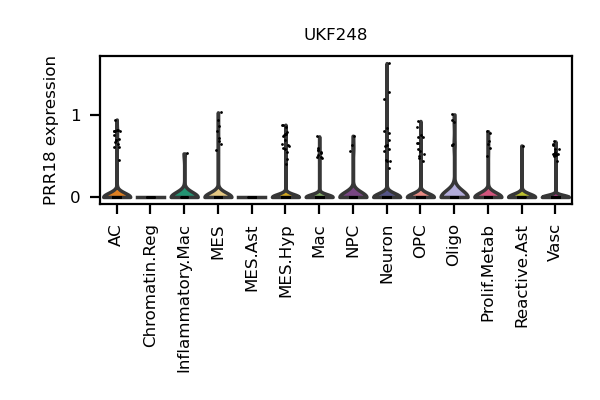 UKF248
PRR18 expression
1
0
AC
Chromatin.Reg
Inflammatory.Mac
MES
MES.Ast
MES.Hyp
Mac
NPC
Neuron
OPC
Oligo
Prolif.Metab
Reactive.Ast
Vasc